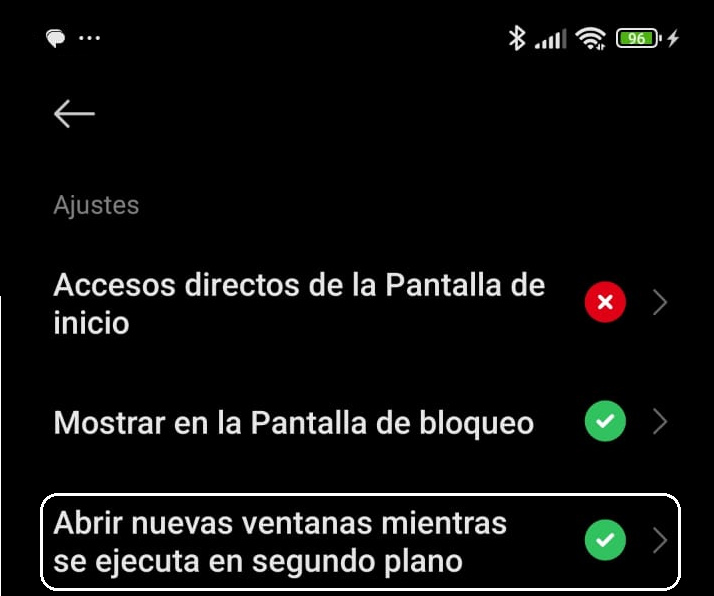 96
Ajustes
Accesos directos de la Pantalla de
inicio
Mostrar en la Pantalla de bloqueo
Abrir nuevas ventanas mientras
se ejecuta en segundo plano